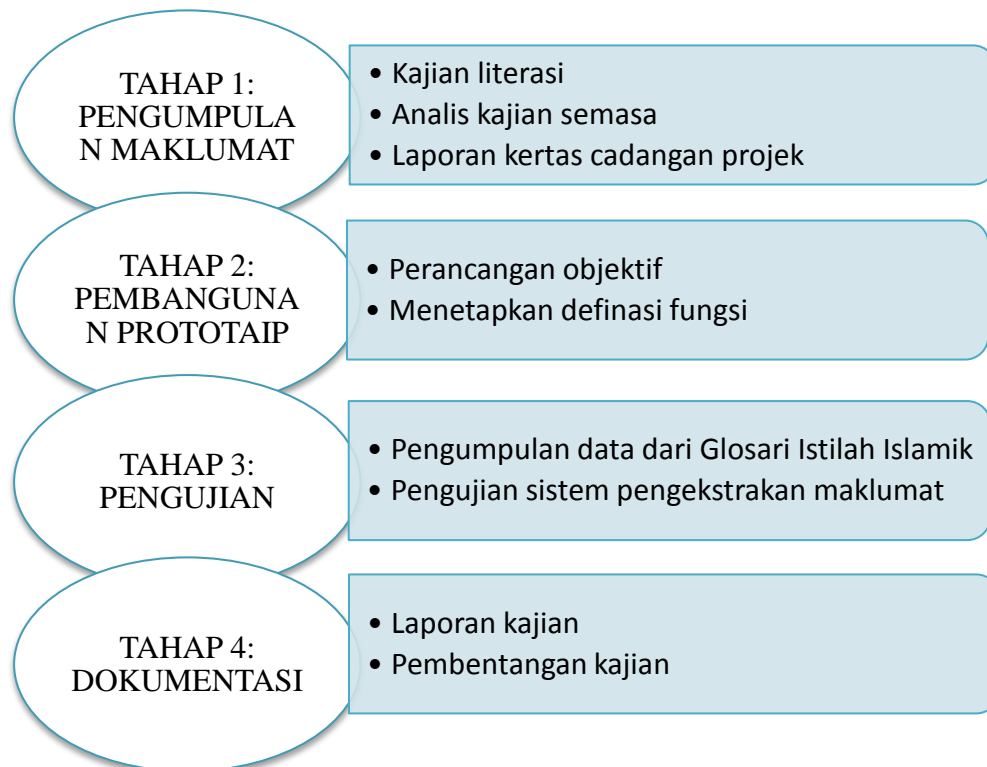 TAHAP 1:
PENGUMPULA
N MAKLUMAT
• Kajian literasi
• Analis kajian semasa
• Laporan kertas cadangan projek
TAHAP 2:
PEMBANGUNA
N PROTOTAIP
• Perancangan objektif
• Menetapkan definasi fungsi
TAHAP 3:
PENGUJIAN
• Pengumpulan data dari Glosari Istilah Islamik
• Pengujian sistem pengekstrakan maklumat
TAHAP 4:
DOKUMENTASI
• Laporan kajian
• Pembentangan kajian